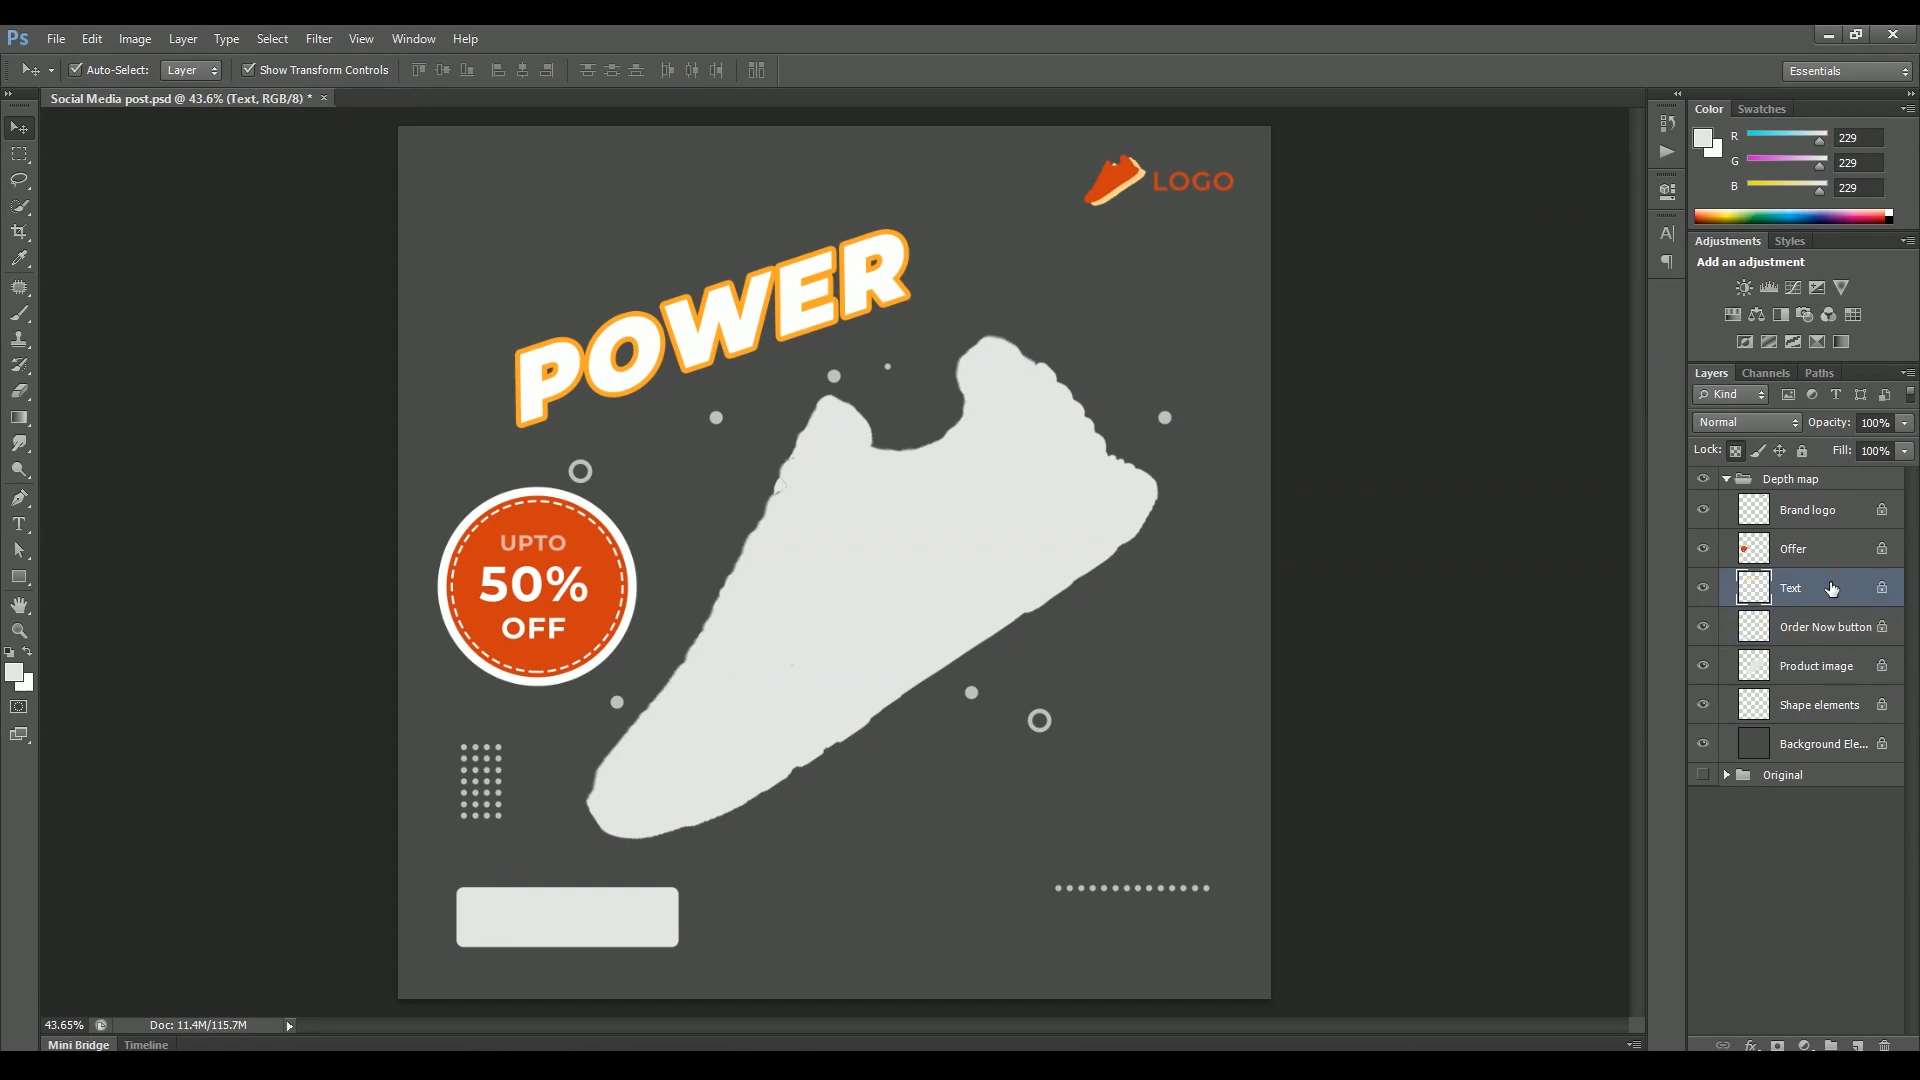 Ps File Edit Image Layer Type Select Filter View Window Help
Auto-Select: Layer Show Transform Controls Essentials
Social Media post.psd @ 43.6% (Text, RGB/8) * ×
LOGO
POWER
UPTO
50%
OFF
Color Swatches
R 229
G 229
B 229
Adjustments Styles
Add an adjustment
Layers Channels Paths
Kind
Normal Opacity: 100%
Lock: Fill: 100%
Depth map
Brand logo
Offer
Text
Order Now button
Product image
Shape elements
Background Ele...
Original
43.65% Doc: 11.4M/115.7M
Mini Bridge Timeline